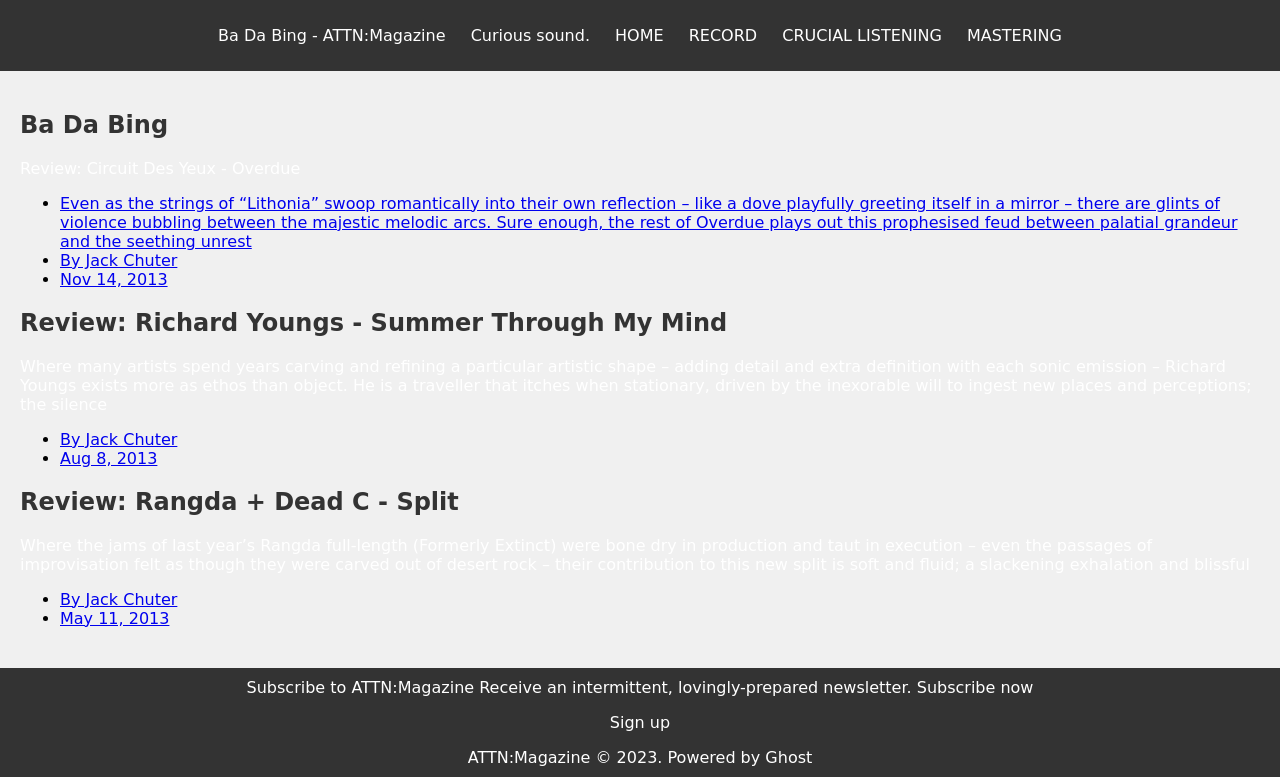 Ba Da Bing - ATTN:Magazine Curious sound. HOME RECORD CRUCIAL LISTENING MASTERING
Ba Da Bing
Review: Circuit Des Yeux - Overdue
Even as the strings of “Lithonia” swoop romantically into their own reflection – like a dove playfully greeting itself in a mirror – there are glints of
violence bubbling between the majestic melodic arcs. Sure enough, the rest of Overdue plays out this prophesised feud between palatial grandeur
and the seething unrest
By Jack Chuter
Nov 14, 2013
Review: Richard Youngs - Summer Through My Mind
Where many artists spend years carving and refining a particular artistic shape – adding detail and extra definition with each sonic emission – Richard
Youngs exists more as ethos than object. He is a traveller that itches when stationary, driven by the inexorable will to ingest new places and perceptions;
the silence
By Jack Chuter
Aug 8, 2013
Review: Rangda + Dead C - Split
Where the jams of last year’s Rangda full-length (Formerly Extinct) were bone dry in production and taut in execution – even the passages of
improvisation felt as though they were carved out of desert rock – their contribution to this new split is soft and fluid; a slackening exhalation and blissful
By Jack Chuter
May 11, 2013
Subscribe to ATTN:Magazine Receive an intermittent, lovingly-prepared newsletter. Subscribe now
Sign up
ATTN:Magazine © 2023. Powered by Ghost